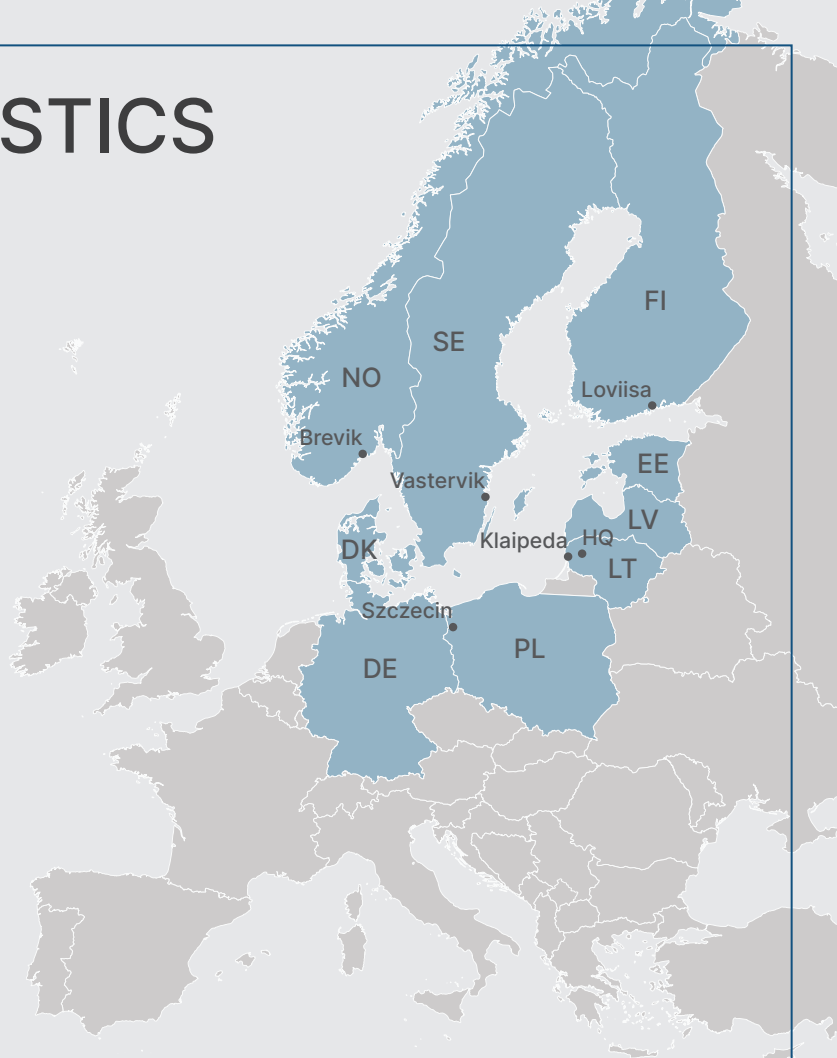 STICS
FI
SE
NO
Loviisa
Brevik
EE
Vastervik
LV
HQ
Klaipeda
DK
LT
Szczecin
PL
DE